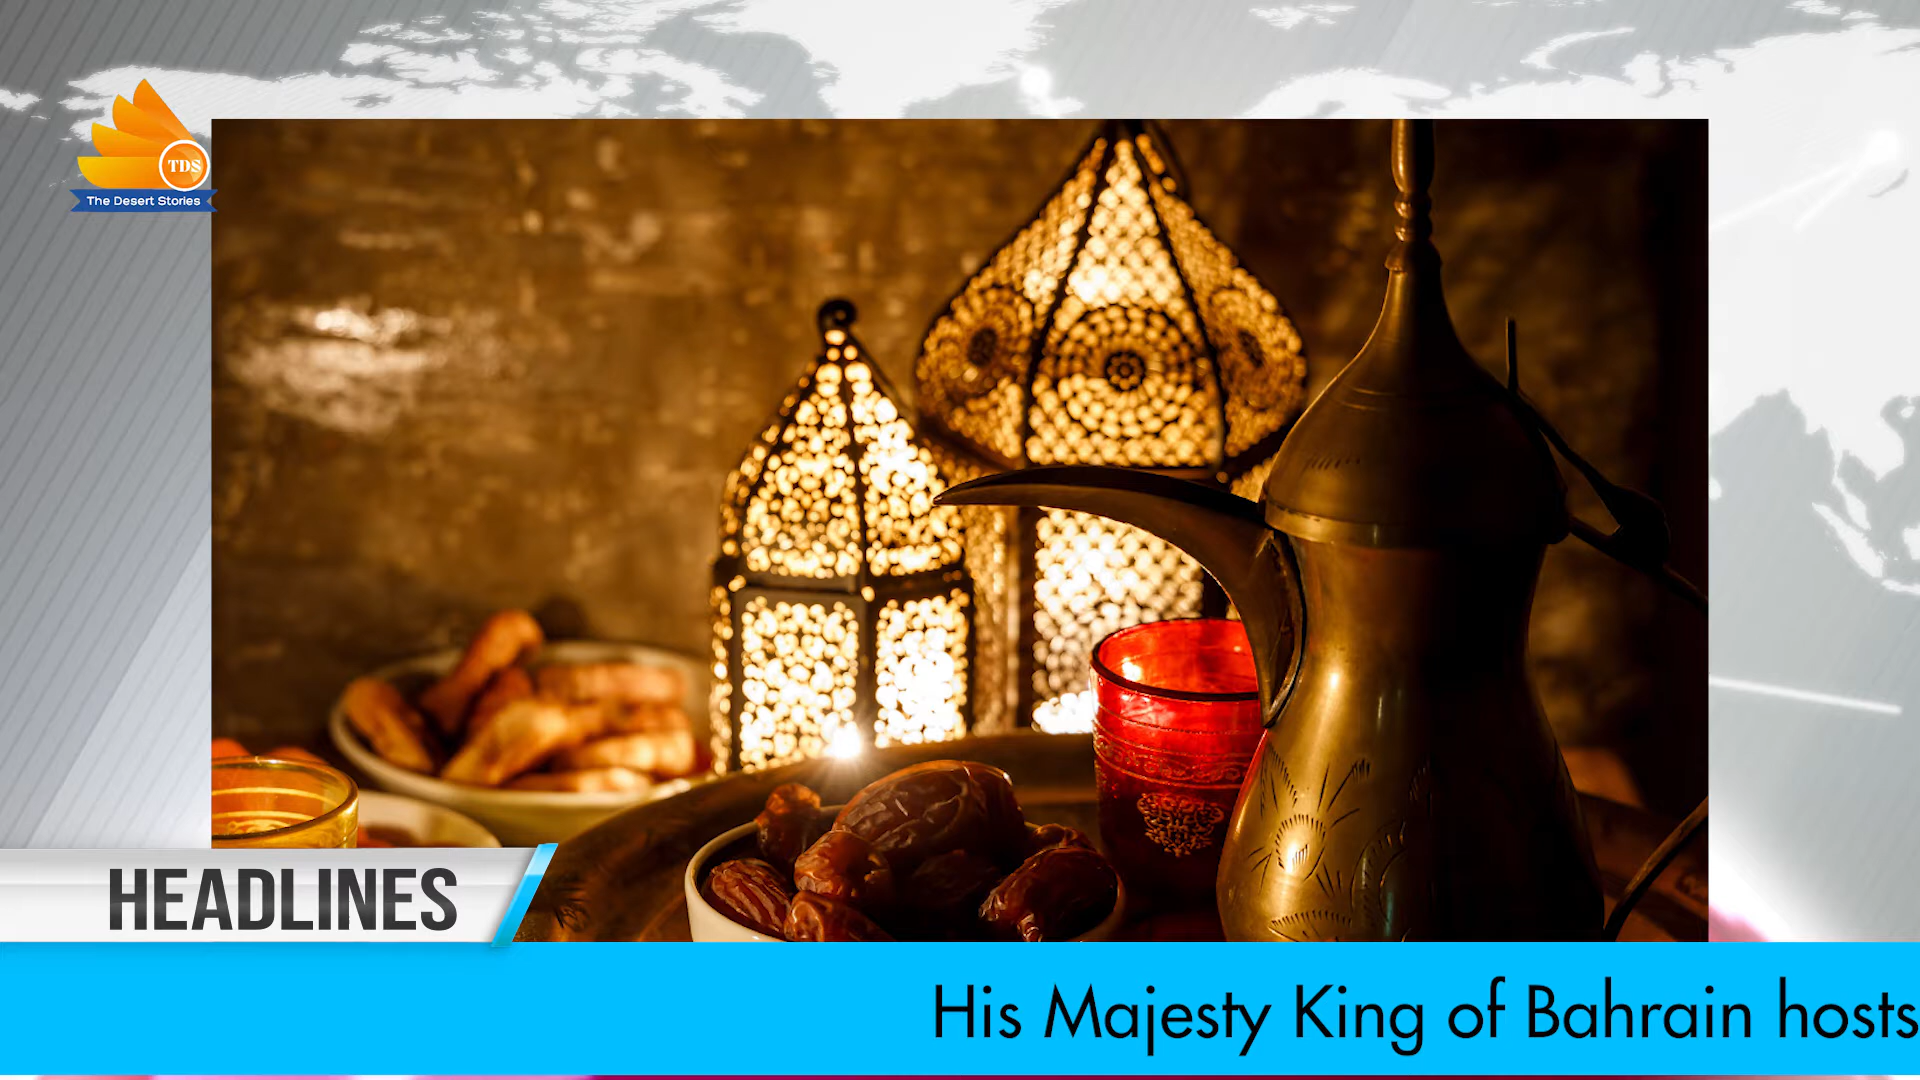 TDS
The Desert Stories
HEADLINES
His Majesty King of Bahrain hosts